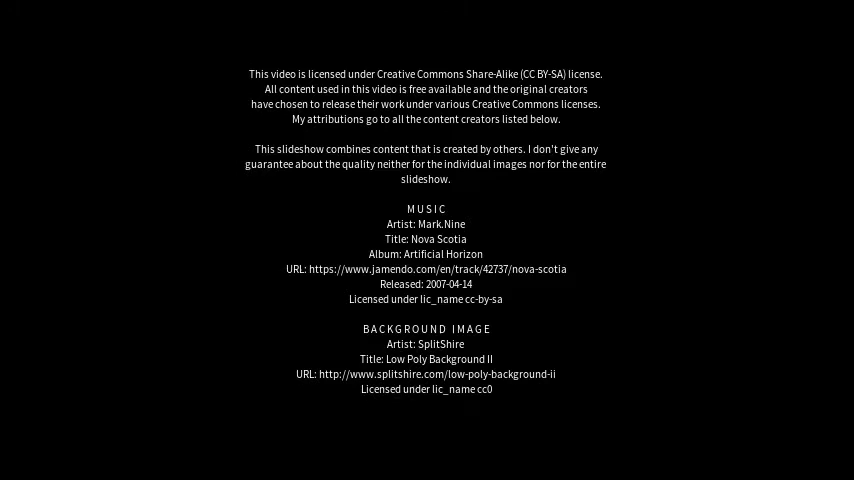 This video is licensed under Creative Commons Share-Alike (CC BY-SA) license.
All content used in this video is free available and the original creators
have chosen to release their work under various Creative Commons licenses.
My attributions go to all the content creators listed below.
This slideshow combines content that is created by others. I don't give any
guarantee about the quality neither for the individual images nor for the entire
slideshow.
MUSIC
Artist: Mark.Nine
Title: Nova Scotia
Album: Artificial Horizon
URL: https://www.jamendo.com/en/track/42737/nova-scotia
Released: 2007-04-14
Licensed under lic_name cc-by-sa
BACKGROUND IMAGE
Artist: SplitShire
Title: Low Poly Background II
URL: http://www.splitshire.com/low-poly-background-ii
Licensed under lic_name cc0